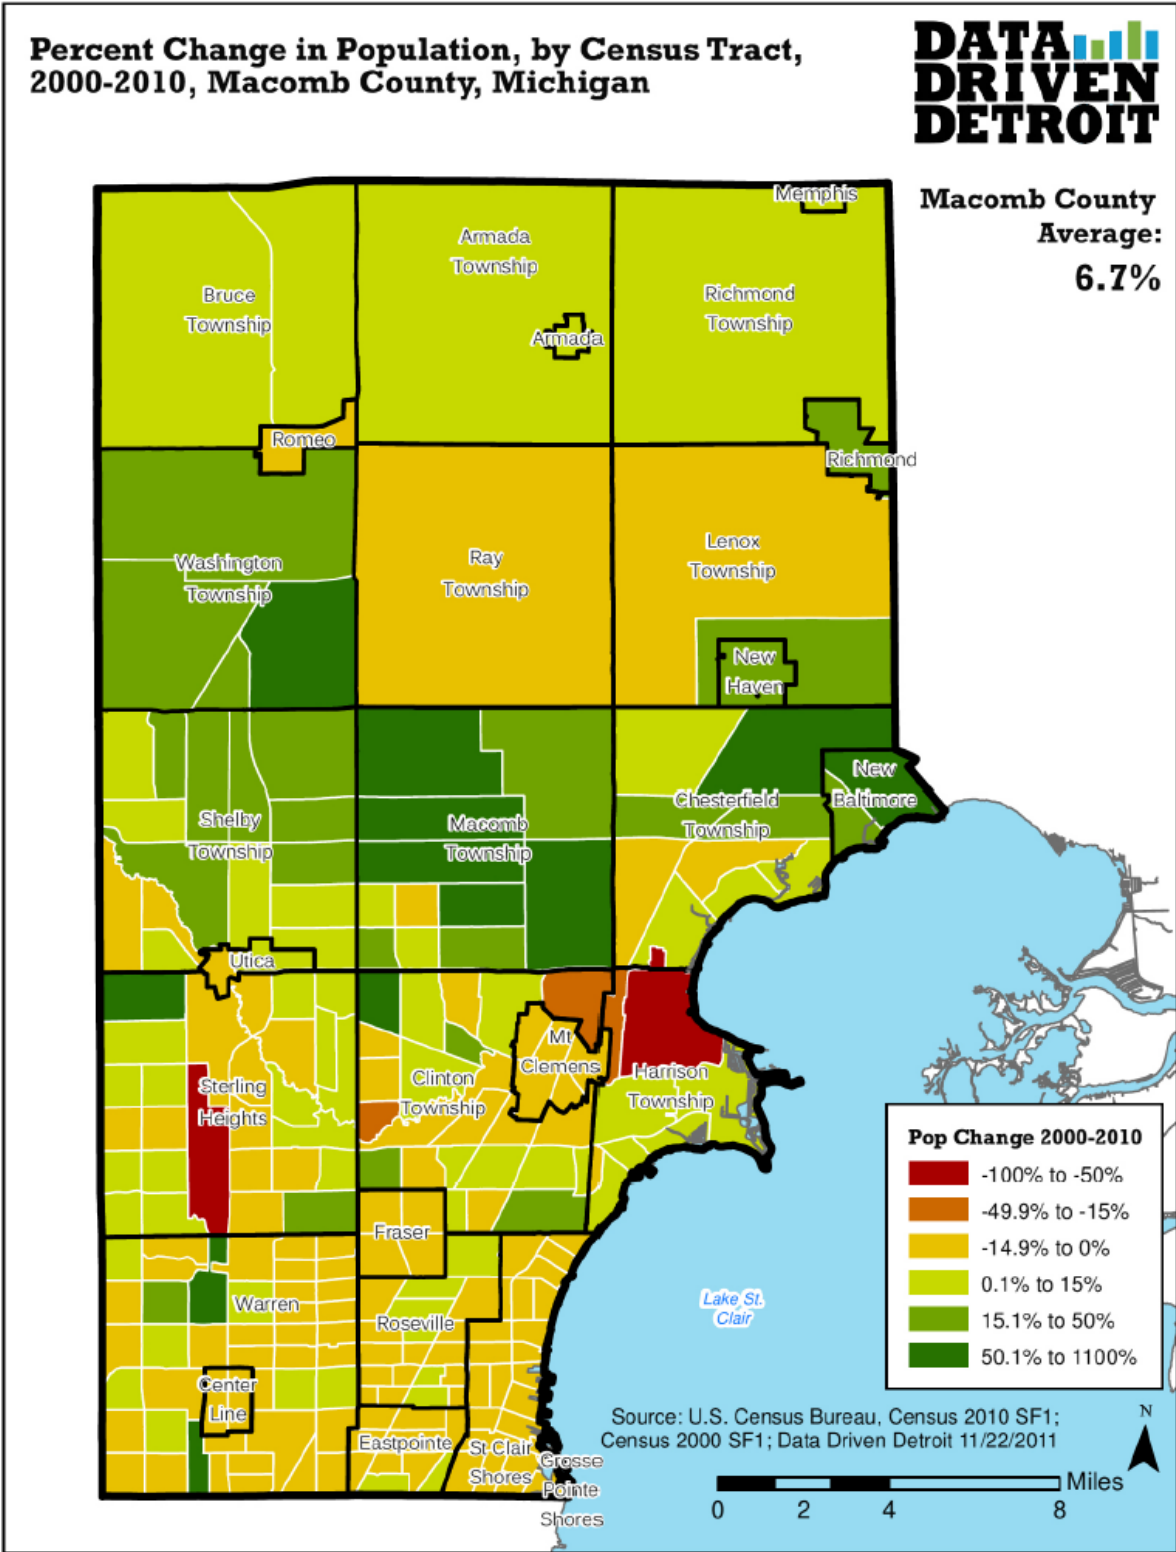 Percent Change in Population, by Census Tract,
2000-2010, Macomb County, Michigan
DATA
DRIVEN
DETROIT
Macomb County
Average:
6.7%
Memphis
Armada
Township
Bruce
Township
Richmond
Township
Armada
Romeo
Richmond
Washington
Township
Ray
Township
Lenox
Township
New
Haven
New
Baltimore
Shelby
Township
Macomb
Township
Chesterfield
Township
Utica
Mt
Clemens
Sterling
Heights
Clinton
Township
Harrison
Township
Fraser
Warren
Roseville
Center
Line
Eastpointe
St Clair
Shores
Grosse
Pointe
Shores
Lake St.
Clair
Pop Change 2000-2010
-100% to -50%
-49.9% to -15%
-14.9% to 0%
0.1% to 15%
15.1% to 50%
50.1% to 1100%
Source: U.S. Census Bureau, Census 2010 SF1;
Census 2000 SF1; Data Driven Detroit 11/22/2011
N
Miles
0 2 4 8